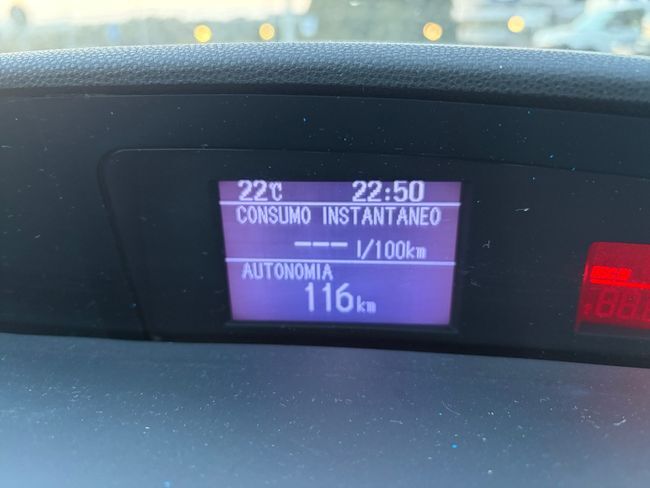 22℃ 22:50
CONSUMO INSTANTANEO
--- l/100km
AUTONOMIA
116km